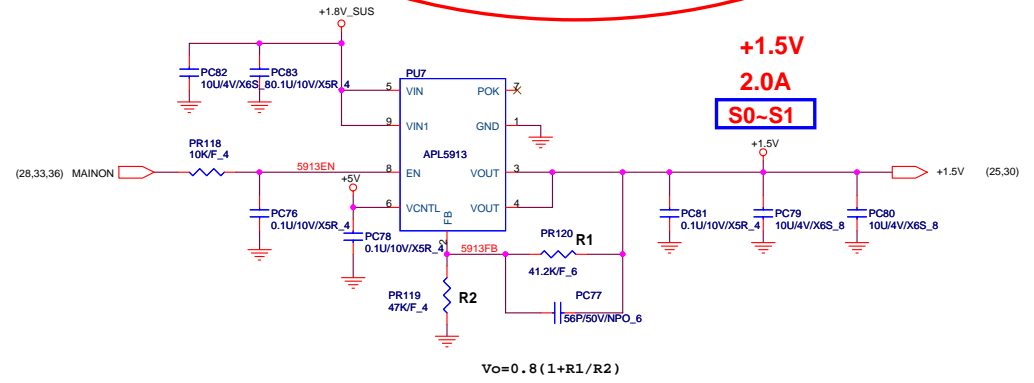 +1.8V_SUS
+1.5V
2.0A
S0~S1
PC82
10U/4V/X6S_8
PC83
0.1U/10V/X5R_4
PU7
5
VIN
POK
7
9
VIN1
GND
1
APL5913
PR118
10K/F_4
(28,33,36)
MAINON
5913EN
8
EN
VOUT
3
+5V
6
VCNTL
VOUT
4
FB
2
+1.5V
+1.5V
(25,30)
PC76
0.1U/10V/X5R_4
PC78
0.1U/10V/X5R_4
5913FB
PR120
R1
41.2K/F_6
PC81
0.1U/10V/X5R_4
PC79
10U/4V/X6S_8
PC80
10U/4V/X6S_8
PR119
47K/F_4
R2
PC77
56P/50V/NPO_6
Vo=0.8(1+R1/R2)